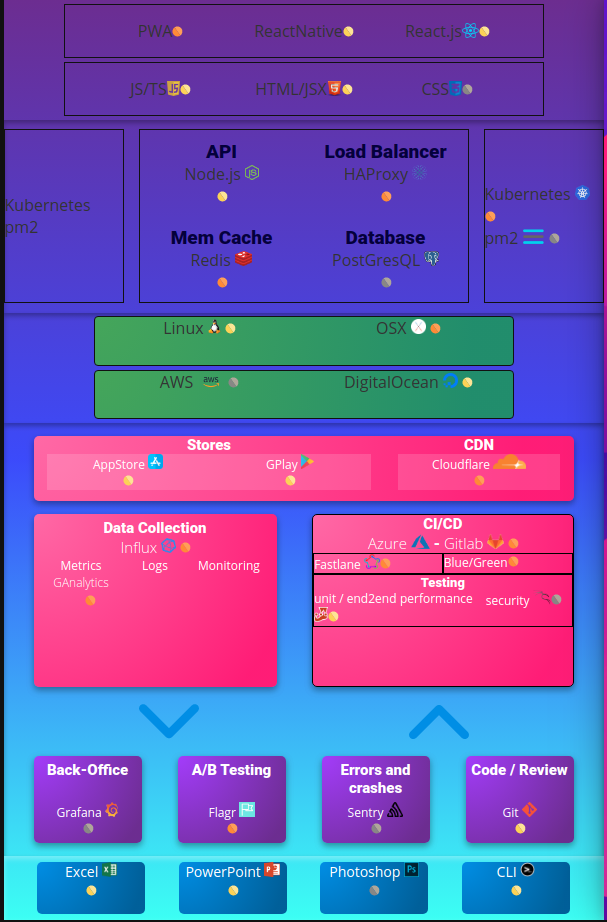 PWA ReactNative React.js
JS/TS JS HTML/JSX CSS
Kubernetes
pm2
API Load Balancer
Node.js HAProxy
Mem Cache Database
Redis PostGresQL
Kubernetes
pm2
Linux OSX
AWS aws DigitalOcean
Stores CDN
AppStore GPlay Cloudflare
Data Collection
Influx
Metrics Logs Monitoring
GAnalytics
CI/CD
Azure - Gitlab
Fastlane Blue/Green
Testing
unit / end2end performance security
Back-Office A/B Testing Errors and crashes Code / Review
Grafana Flagr Sentry Git
Excel PowerPoint Photoshop Ps CLI